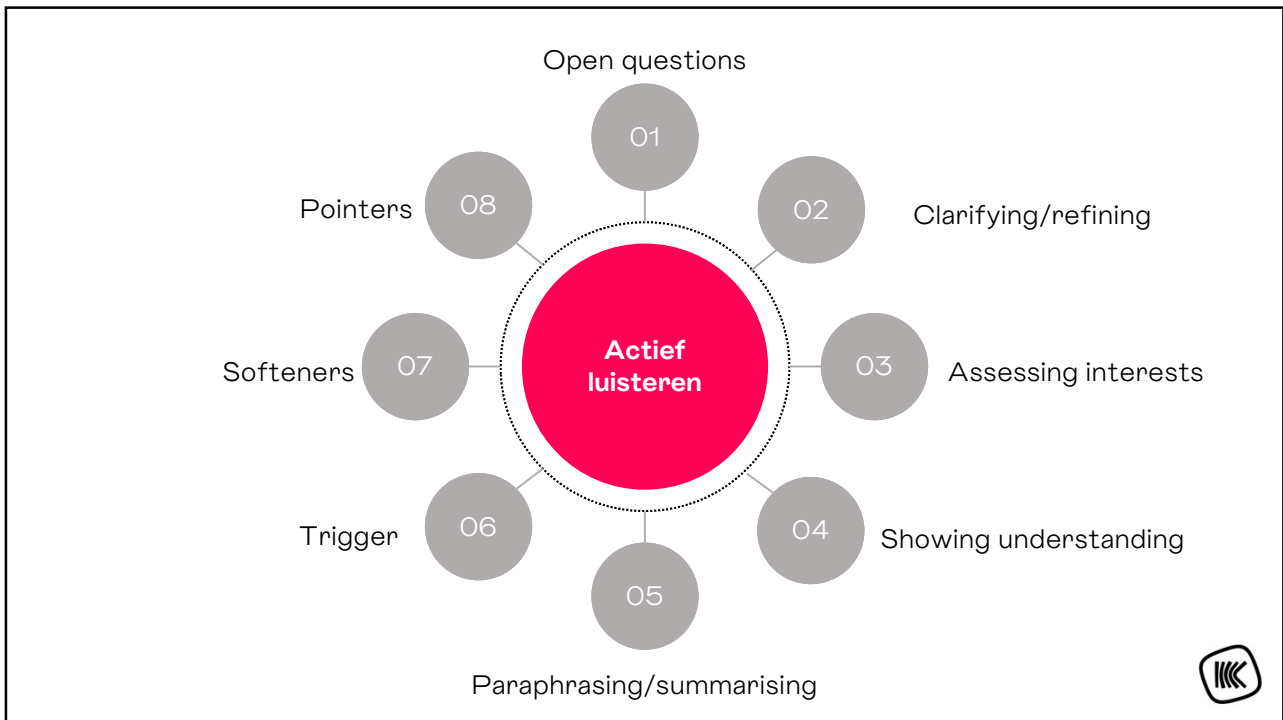 Open questions
01
02
Clarifying/refining
03
Assessing interests
04
Showing understanding
05
Paraphrasing/summarising
06
Trigger
07
Softeners
08
Pointers
Actief
luisteren